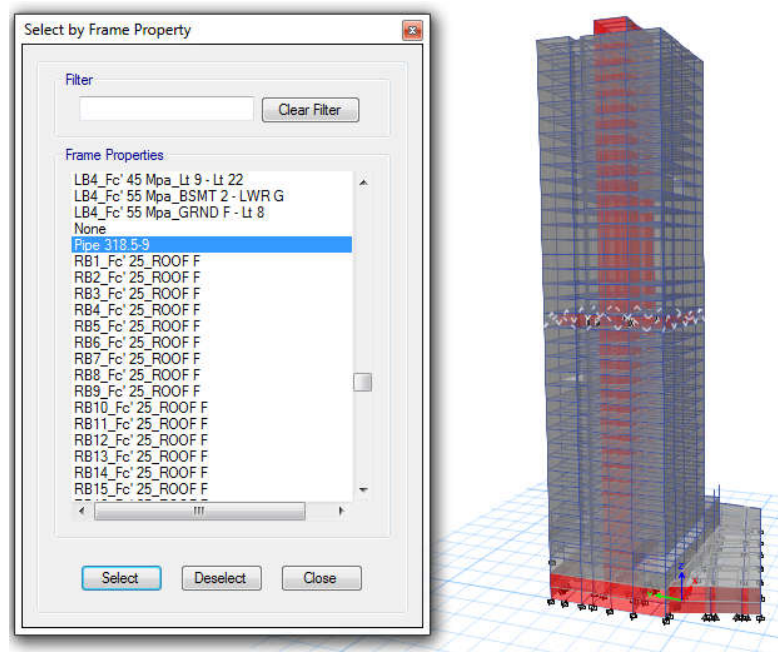 Select by Frame Property
Filter
Clear Filter
Frame Properties
LB4_Fc' 45 Mpa_Lt 9 - Lt 22
LB4_Fc' 55 Mpa_BSMT 2 - LWR G
LB4_Fc' 55 Mpa_GRND F - Lt 8
None
Pipe 318.5-9
RB1_Fc' 25_ROOF F
RB2_Fc' 25_ROOF F
RB3_Fc' 25_ROOF F
RB4_Fc' 25_ROOF F
RB5_Fc' 25_ROOF F
RB6_Fc' 25_ROOF F
RB7_Fc' 25_ROOF F
RB8_Fc' 25_ROOF F
RB9_Fc' 25_ROOF F
RB10_Fc' 25_ROOF F
RB11_Fc' 25_ROOF F
RB12_Fc' 25_ROOF F
RB13_Fc' 25_ROOF F
RB14_Fc' 25_ROOF F
RB15_Fc' 25_ROOF F
Select Deselect Close
Z
X